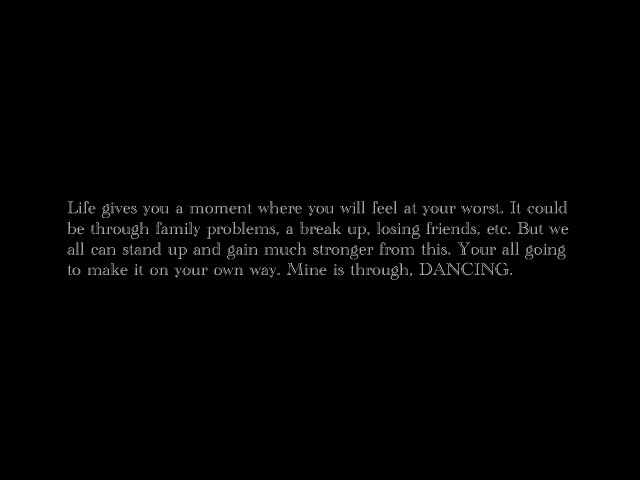 Life gives you a moment where you will feel at your worst. It could
be through family problems, a break up, losing friends, etc. But we
all can stand up and gain much stronger from this. Your all going
to make it on your own way. Mine is through, DANCING.